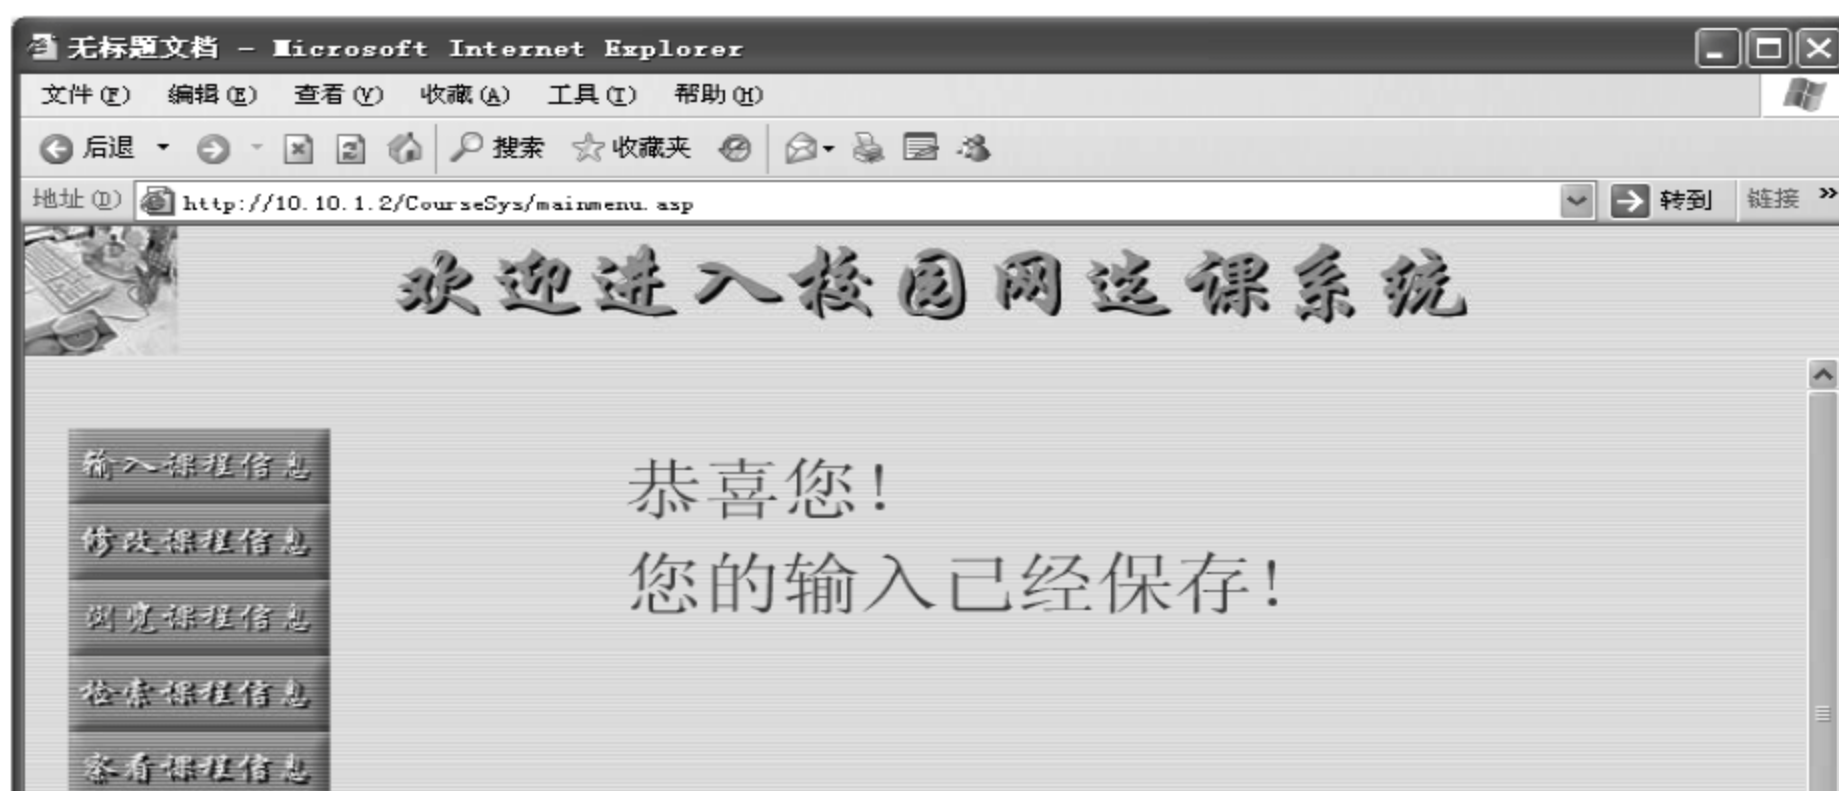 无标题文档 - Microsoft Internet Explorer
文件(F) 编辑(E) 查看(V) 收藏(A) 工具(T) 帮助(H)
后退 搜索 收藏夹
地址(D) http://10.10.1.2/CourseSys/mainmenu.asp 转到 链接 »
欢迎进入校园网选课系统
输入课程信息
恭喜您!
修改课程信息
您的输入已经保存!
浏览课程信息
检索课程信息
察看课程信息